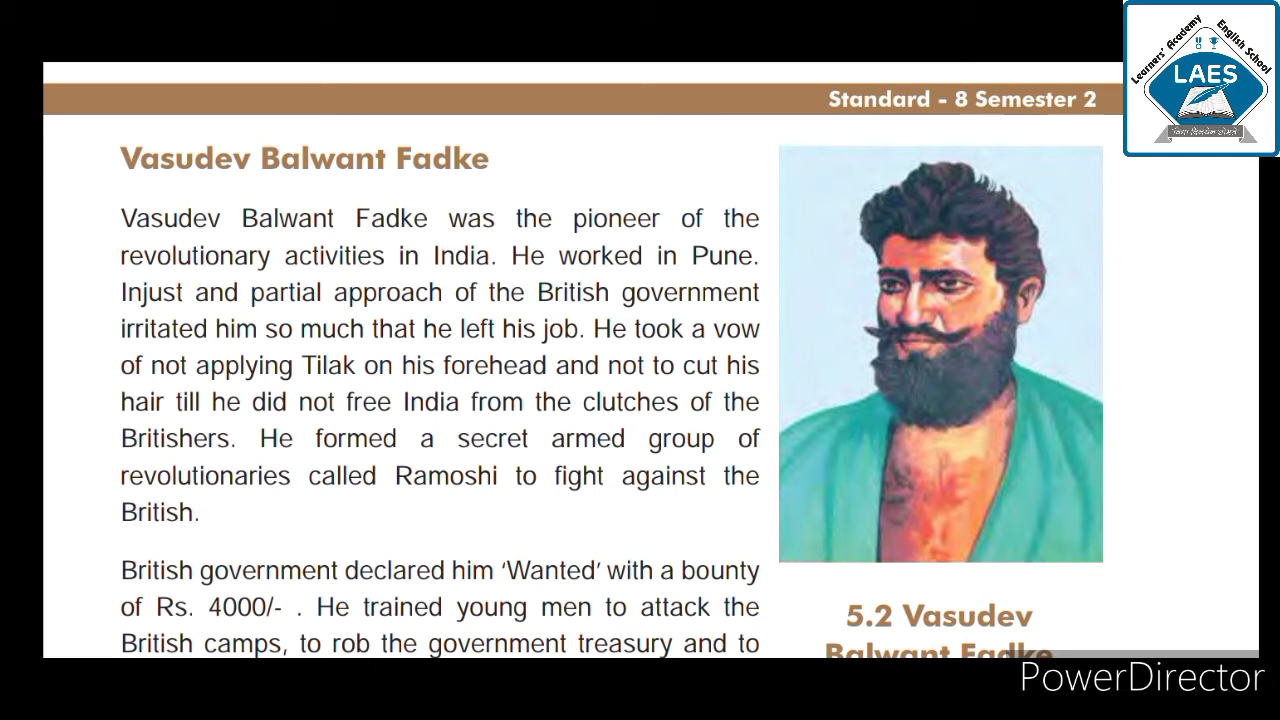 Learners' Academy English School
LAES
Standard - 8 Semester 2
Vasudev Balwant Fadke
Vasudev Balwant Fadke was the pioneer of the
revolutionary activities in India. He worked in Pune.
Injust and partial approach of the British government
irritated him so much that he left his job. He took a vow
of not applying Tilak on his forehead and not to cut his
hair till he did not free India from the clutches of the
Britishers. He formed a secret armed group of
revolutionaries called Ramoshi to fight against the
British.
British government declared him ‘Wanted’ with a bounty
of Rs. 4000/- . He trained young men to attack the
British camps, to rob the government treasury and to
5.2 Vasudev
Balwant Fadke
PowerDirector